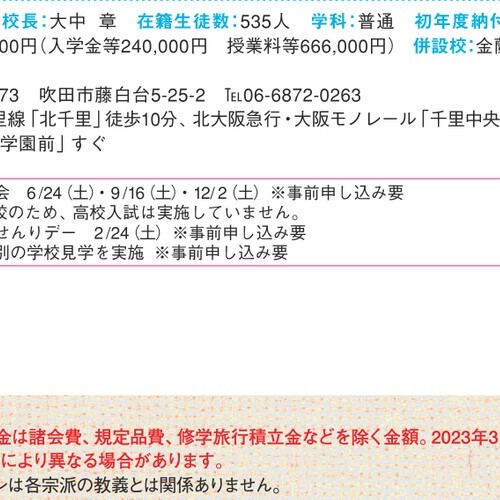 校長：大中 章　在籍生徒数：535人　学科：普通　初年度納付
00円（入学金等240,000円　授業料等666,000円）　併設校：金蘭
73　吹田市藤白台5-25-2　℡06-6872-0263
線「北千里」徒歩10分、北大阪急行・大阪モノレール「千里中央
学園前」すぐ
会　6/24（土）・9/16（土）・12/2（土）　※事前申し込み要
校のため、高校入試は実施していません。
せんりデー　2/24（土）　※事前申し込み要
別の学校見学を実施　※事前申し込み要
金は諸会費、規定品費、修学旅行積立金などを除く金額。2023年3
により異なる場合があります。
ルは各宗派の教義とは関係ありません。